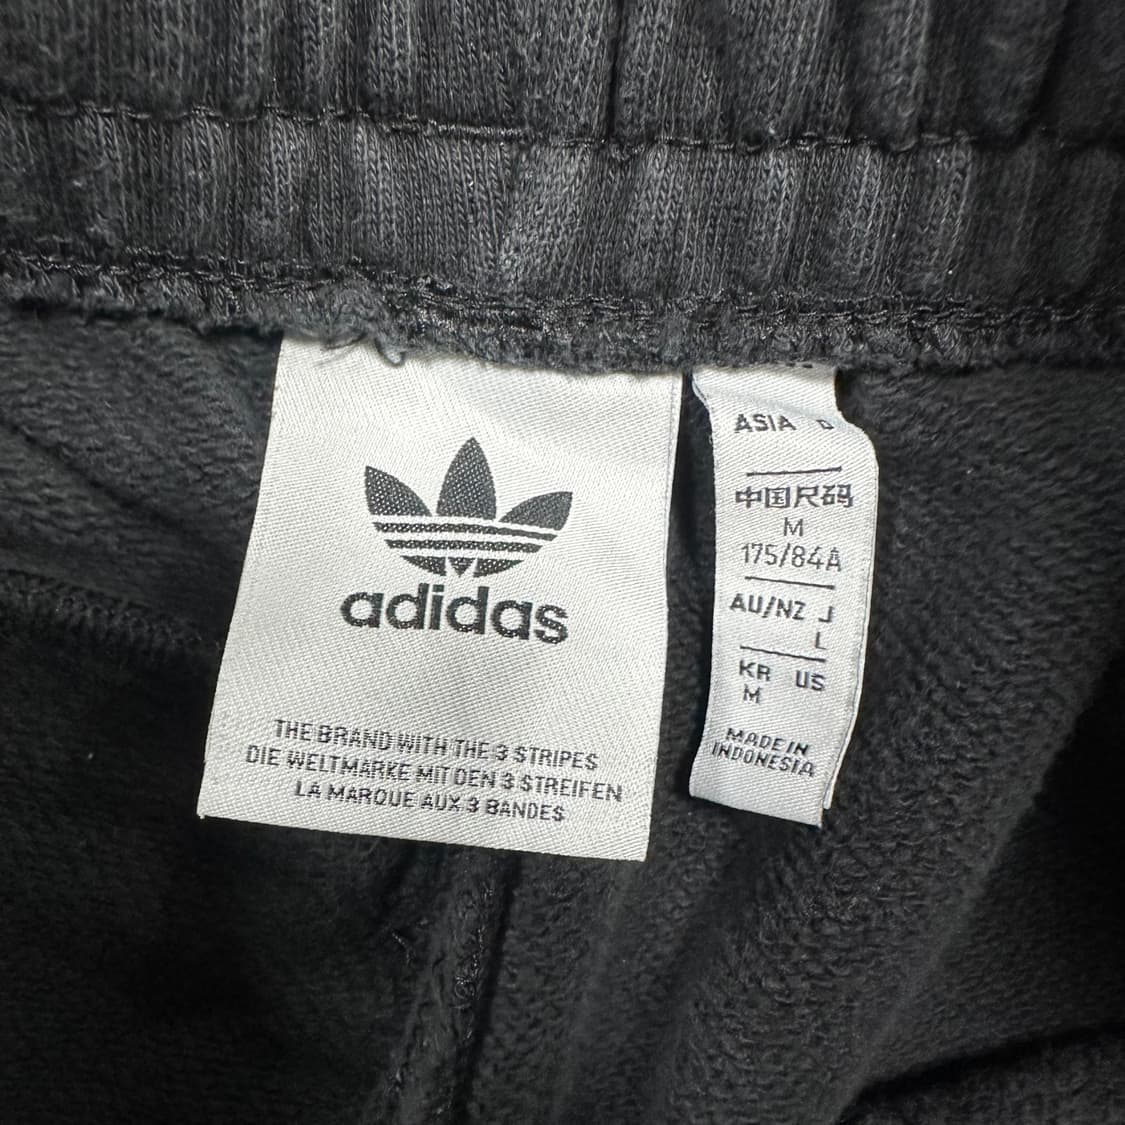 adidas
THE BRAND WITH THE 3 STRIPES
DIE WELTMARKE MIT DEN 3 STREIFEN
LA MARQUE AUX 3 BANDES
ASIA
中国尺码
M
175/84A
AU/NZ J
L
KR US
M
MADE IN
INDONESIA